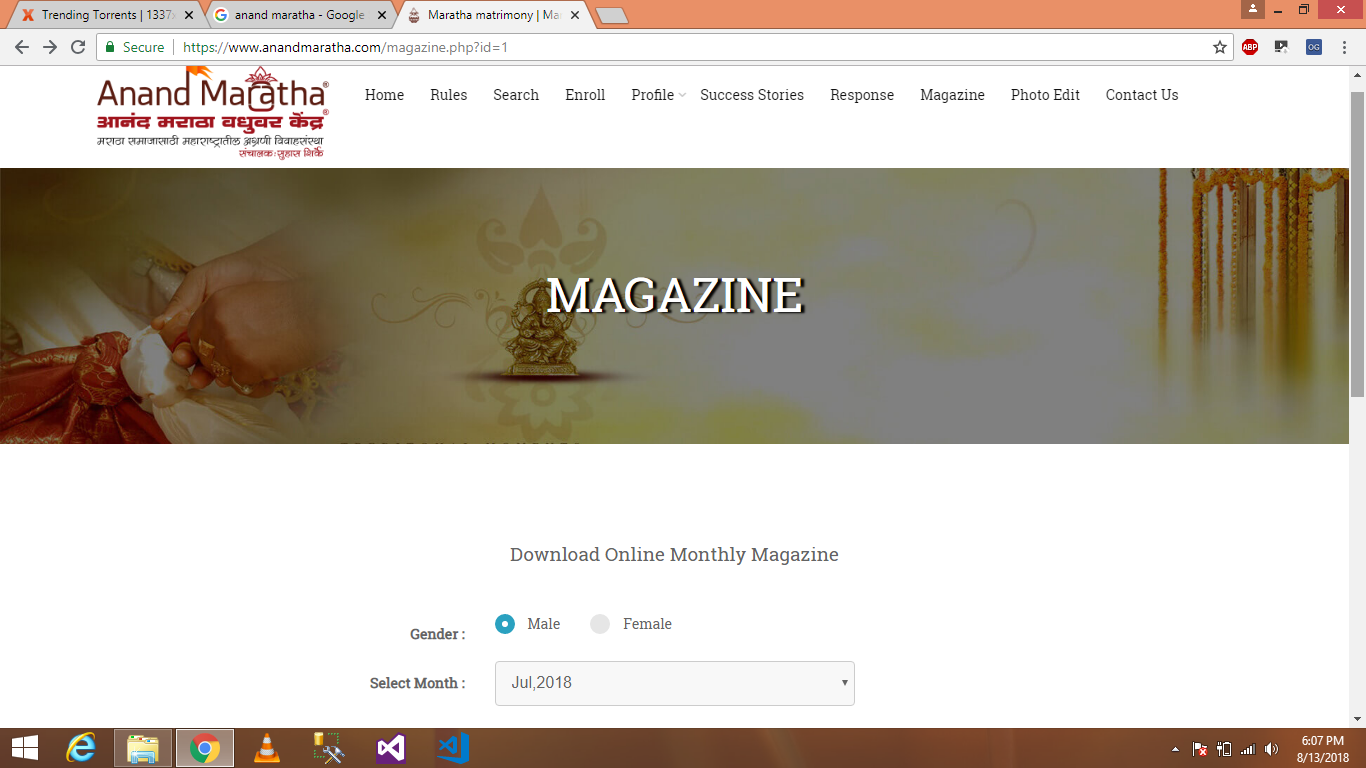 Trending Torrents | 1337x
anand maratha - Google
Maratha matrimony | Ma
Secure
https://www.anandmaratha.com/magazine.php?id=1
ABP
OG
Anand Maratha®
आनंद मराठा वधुवर केंद्र®
मराठा समाजासाठी महाराष्ट्रातील अग्रणी विवाहसंस्था
संचालक: सुहास शिर्के
Home
Rules
Search
Enroll
Profile
Success Stories
Response
Magazine
Photo Edit
Contact Us
MAGAZINE
Download Online Monthly Magazine
Gender :
Male
Female
Select Month :
Jul,2018
6:07 PM
8/13/2018